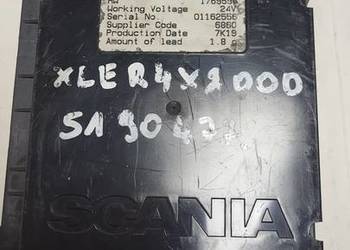 Working Voltage 24V
Serial No. 01162556
Supplier Code 6860
Production Date 7K19
Amount of lead 1.8 g
XLER4X2000
519043
SCANIA